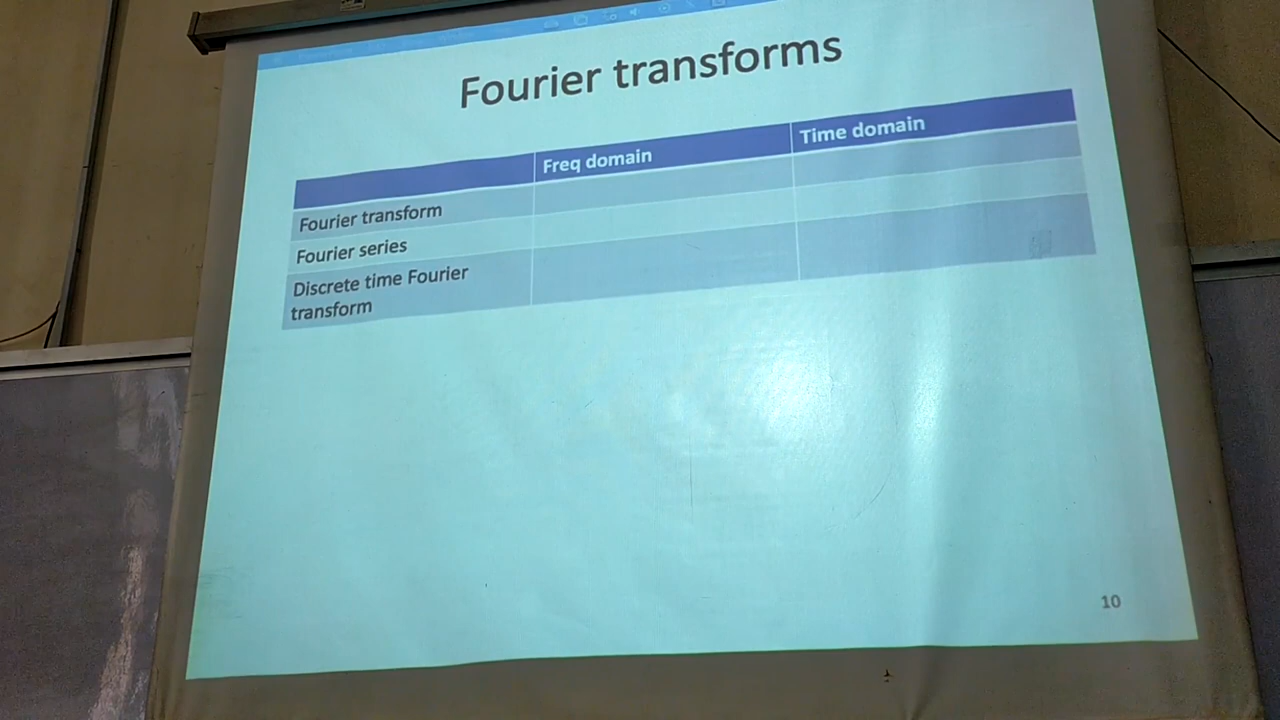 Fourier transforms
Freq domain
Time domain
Fourier transform
Fourier series
Discrete time Fourier
transform
10